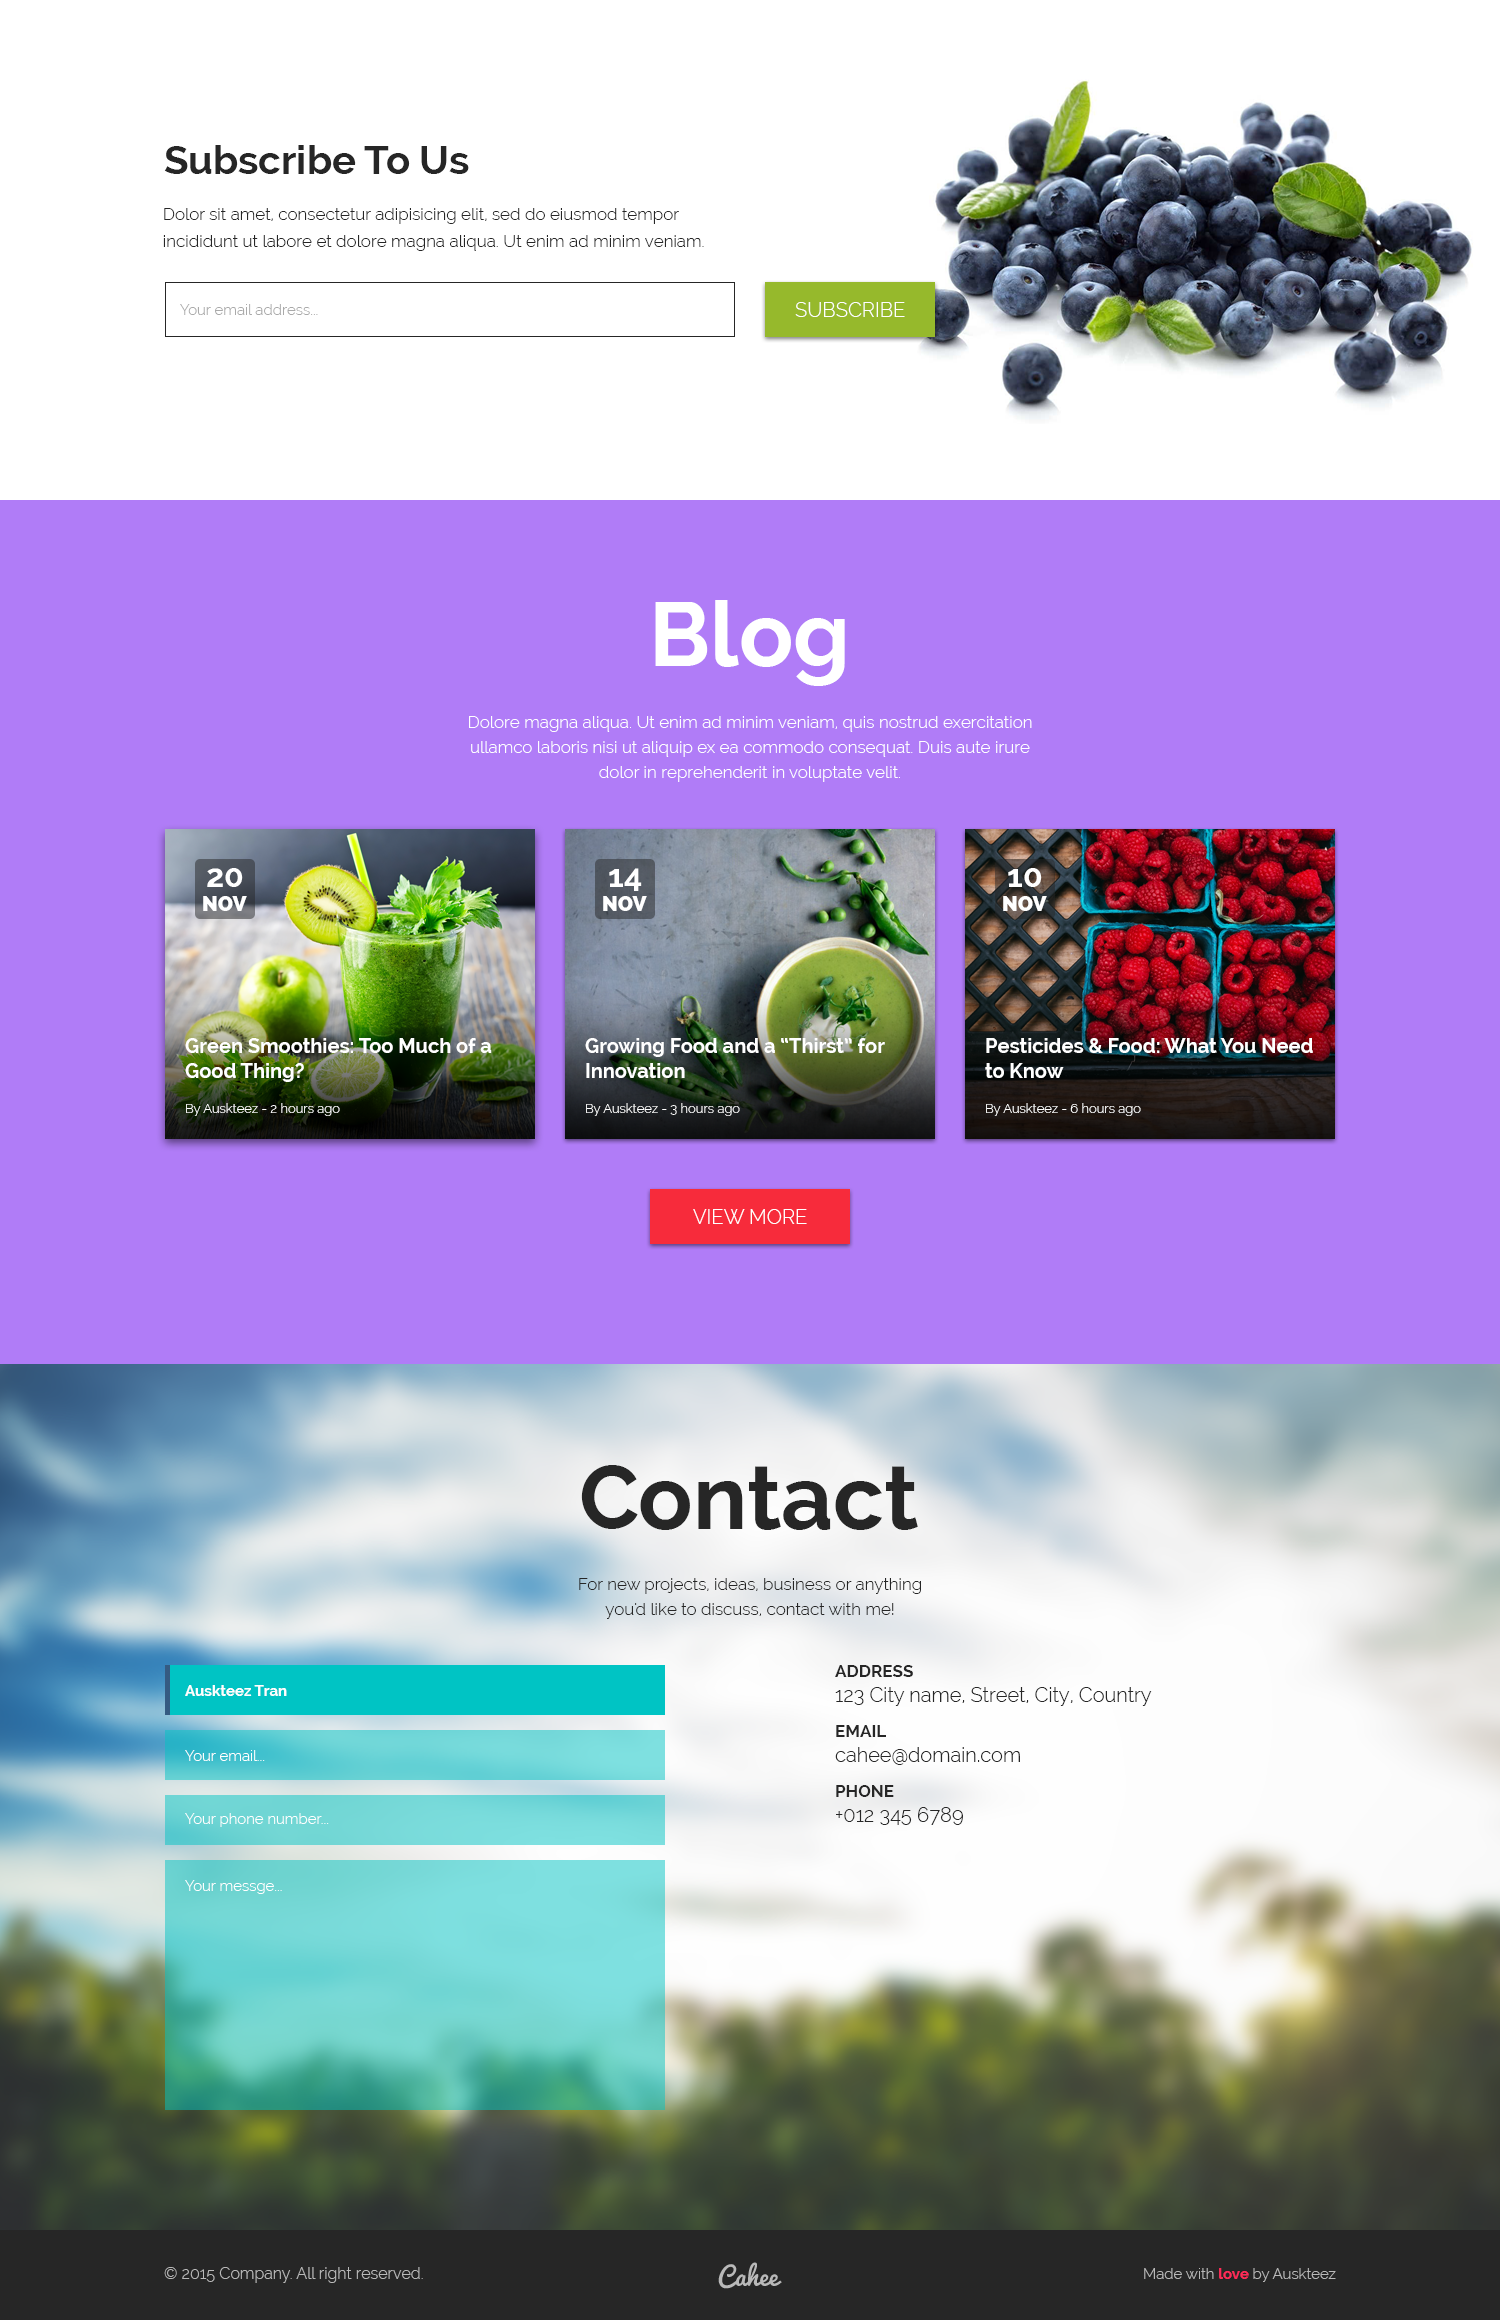 Subscribe To Us
Dolor sit amet, consectetur adipisicing elit, sed do eiusmod tempor
incididunt ut labore et dolore magna aliqua. Ut enim ad minim veniam.
Your email address...
SUBSCRIBE
Blog
Dolore magna aliqua. Ut enim ad minim veniam, quis nostrud exercitation
ullamco laboris nisi ut aliquip ex ea commodo consequat. Duis aute irure
dolor in reprehenderit in voluptate velit.
20
NOV
Green Smoothies: Too Much of a
Good Thing?
By Auskteez - 2 hours ago
14
NOV
Growing Food and a “Thirst” for
Innovation
By Auskteez - 3 hours ago
10
NOV
Pesticides & Food: What You Need
to Know
By Auskteez - 6 hours ago
VIEW MORE
Contact
For new projects, ideas, business or anything
you'd like to discuss, contact with me!
Auskteez Tran
Your email...
Your phone number...
Your messge...
ADDRESS
123 City name, Street, City, Country
EMAIL
cahee@domain.com
PHONE
+012 345 6789
© 2015 Company. All right reserved.
Cahee
Made with love by Auskteez